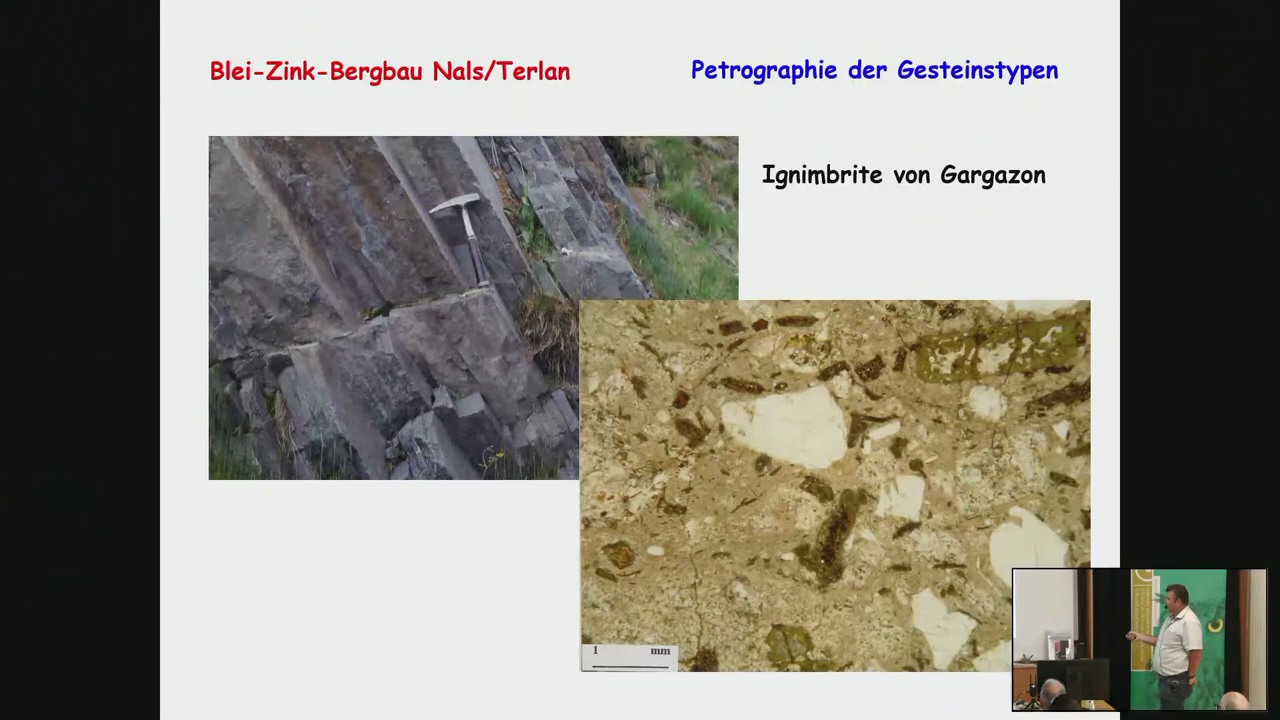 Blei-Zink-Bergbau Nals/Terlan
Petrographie der Gesteinstypen
Ignimbrite von Gargazon
1 mm